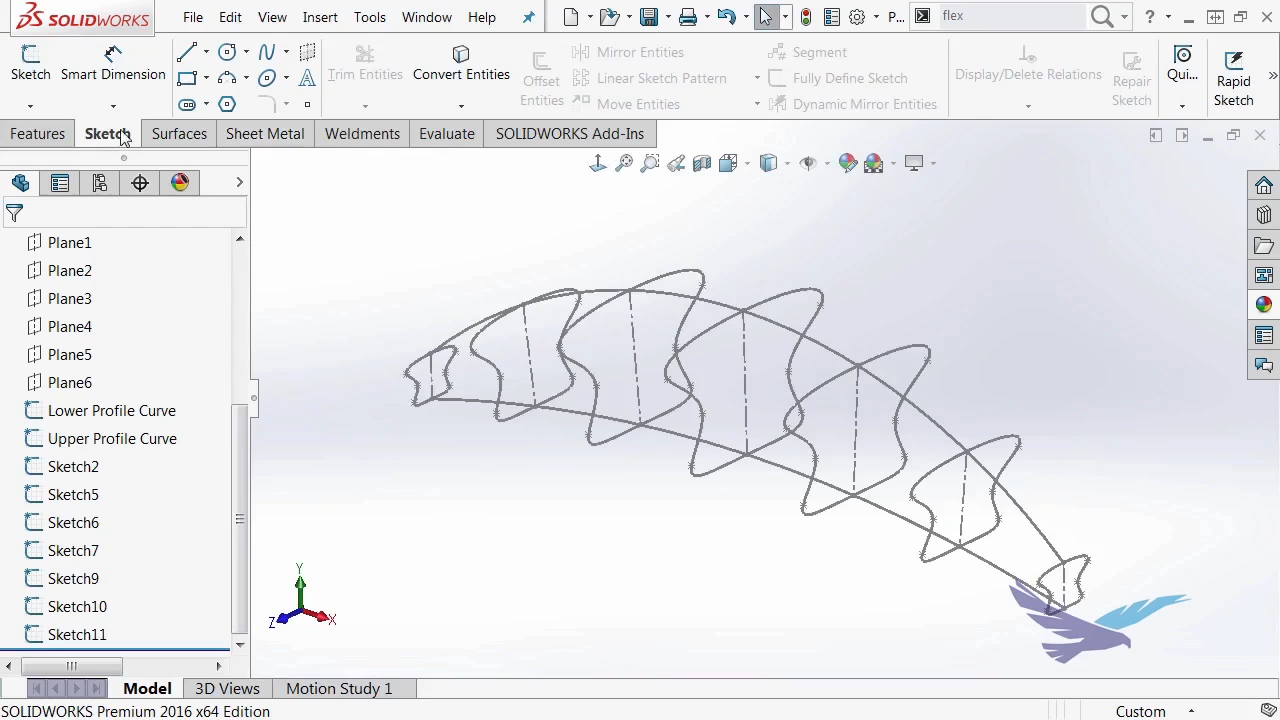 SOLIDWORKS File Edit View Insert Tools Window Help P... flex ?
Sketch Smart Dimension Trim Entities Convert Entities Offset Entities Mirror Entities Segment Display/Delete Relations Repair Sketch Qui... Rapid Sketch
Linear Sketch Pattern Fully Define Sketch
Move Entities Dynamic Mirror Entities
Features Sketch Surfaces Sheet Metal Weldments Evaluate SOLIDWORKS Add-Ins
Plane1
Plane2
Plane3
Plane4
Plane5
Plane6
Lower Profile Curve
Upper Profile Curve
Sketch2
Sketch5
Sketch6
Sketch7
Sketch9
Sketch10
Sketch11
Y
Z X
Model 3D Views Motion Study 1
SOLIDWORKS Premium 2016 x64 Edition Custom